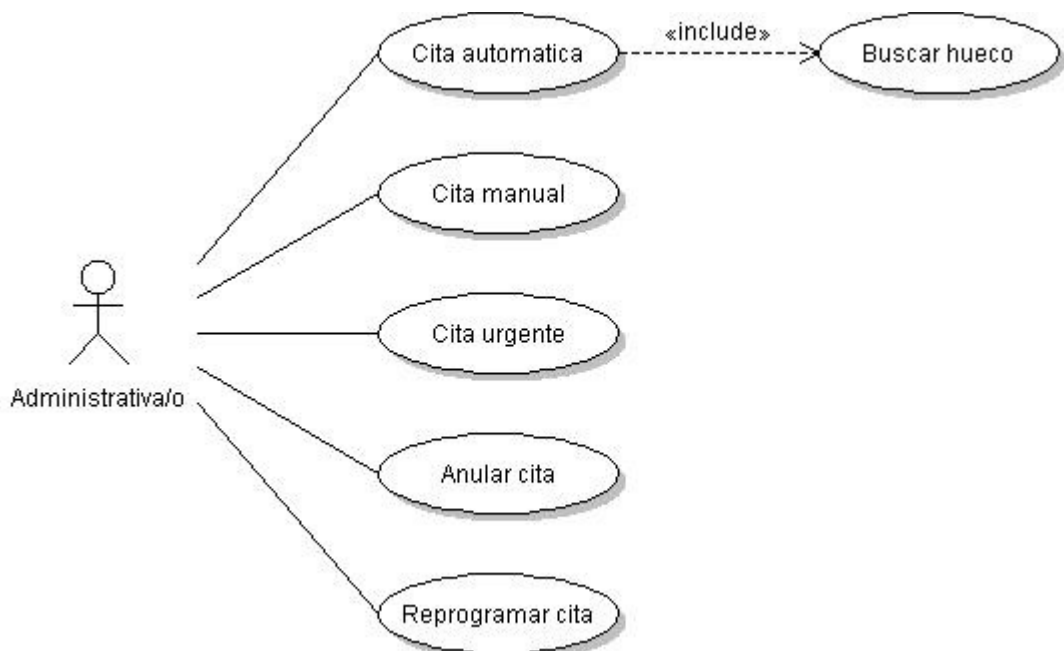 Cita automatica
«include»
Buscar hueco
Cita manual
Cita urgente
Administrativa/o
Anular cita
Reprogramar cita